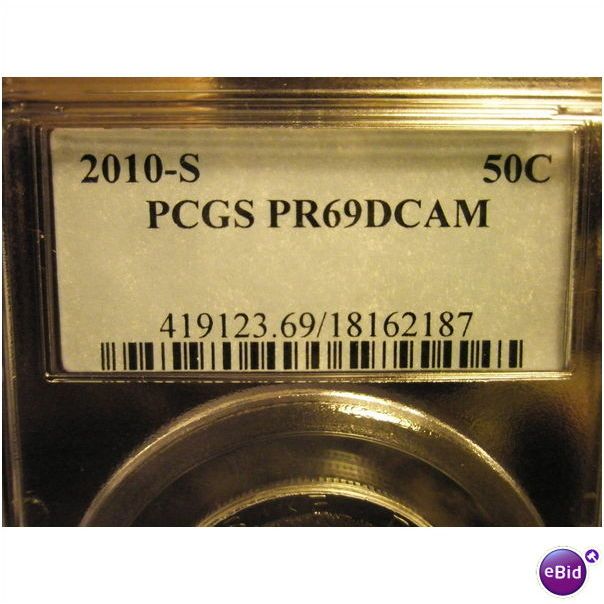 2010-S 50C
PCGS PR69DCAM
419123.69/18162187
eBid